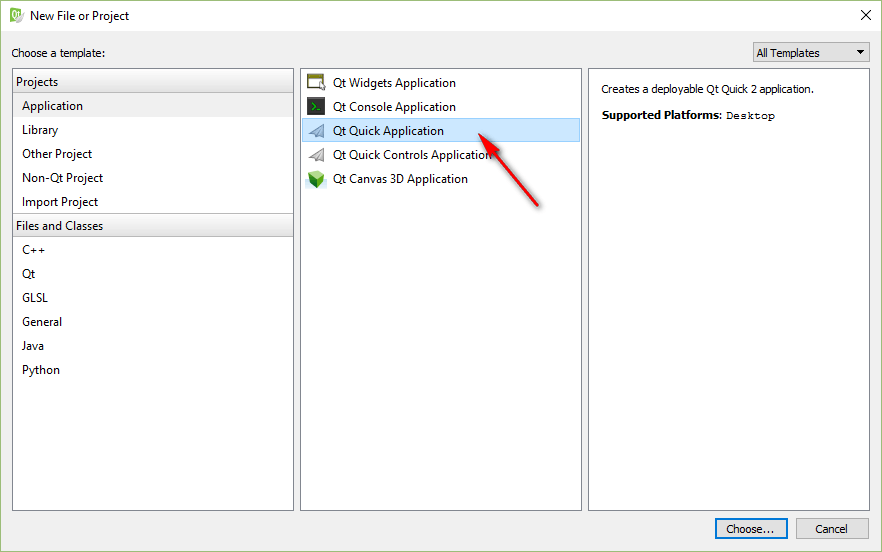 New File or Project
Choose a template:
All Templates
Projects
Application
Library
Other Project
Non-Qt Project
Import Project
Files and Classes
C++
Qt
GLSL
General
Java
Python
Qt Widgets Application
Qt Console Application
Qt Quick Application
Qt Quick Controls Application
Qt Canvas 3D Application
Creates a deployable Qt Quick 2 application.
Supported Platforms: Desktop
Choose...
Cancel